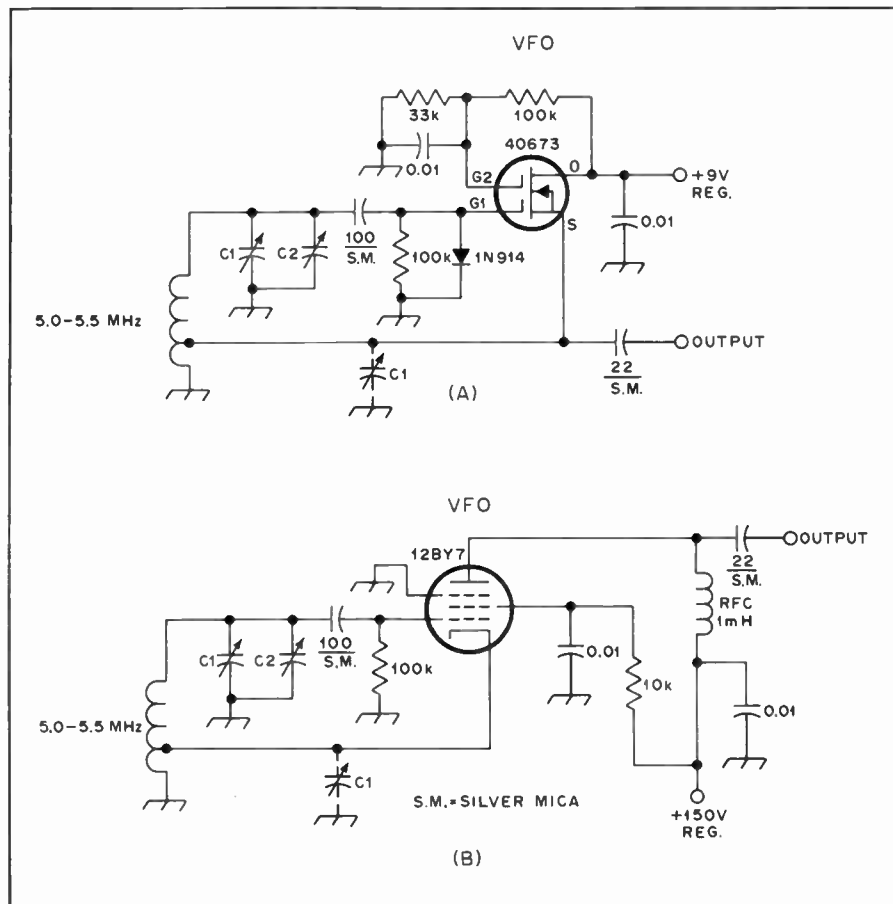 VFO
33k
100k
0.01
40673
G2
O
+9V
REG.
G1
S
0.01
C1
C2
100
S.M.
100k
1N914
5.0-5.5 MHz
22
S.M.
OUTPUT
C1
(A)
VFO
12BY7
22
S.M.
OUTPUT
RFC
1mH
C1
C2
100
S.M.
100k
0.01
10k
0.01
5.0-5.5 MHz
C1
S.M.=SILVER MICA
+150V
REG.
(B)